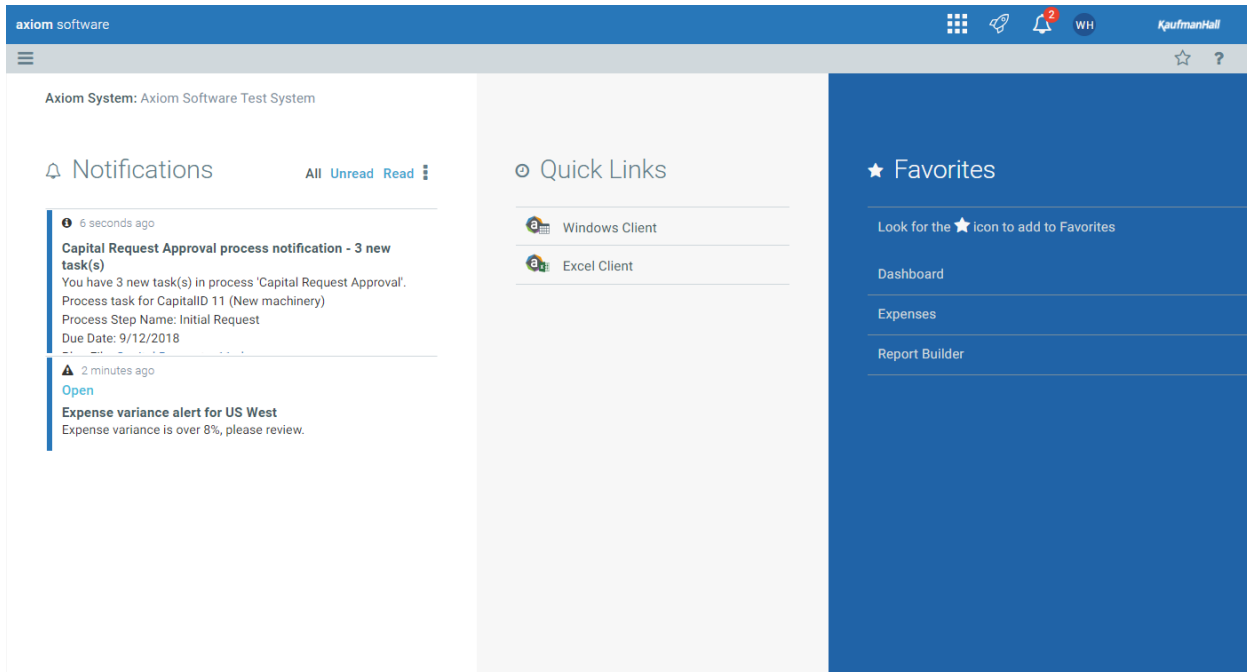 axiom software
2
WH
KaufmanHall
?
Axiom System: Axiom Software Test System
Notifications
All Unread Read
6 seconds ago
Capital Request Approval process notification - 3 new
task(s)
You have 3 new task(s) in process 'Capital Request Approval'.
Process task for CapitalID 11 (New machinery)
Process Step Name: Initial Request
Due Date: 9/12/2018
2 minutes ago
Open
Expense variance alert for US West
Expense variance is over 8%, please review.
Quick Links
Windows Client
Excel Client
Favorites
Look for the icon to add to Favorites
Dashboard
Expenses
Report Builder